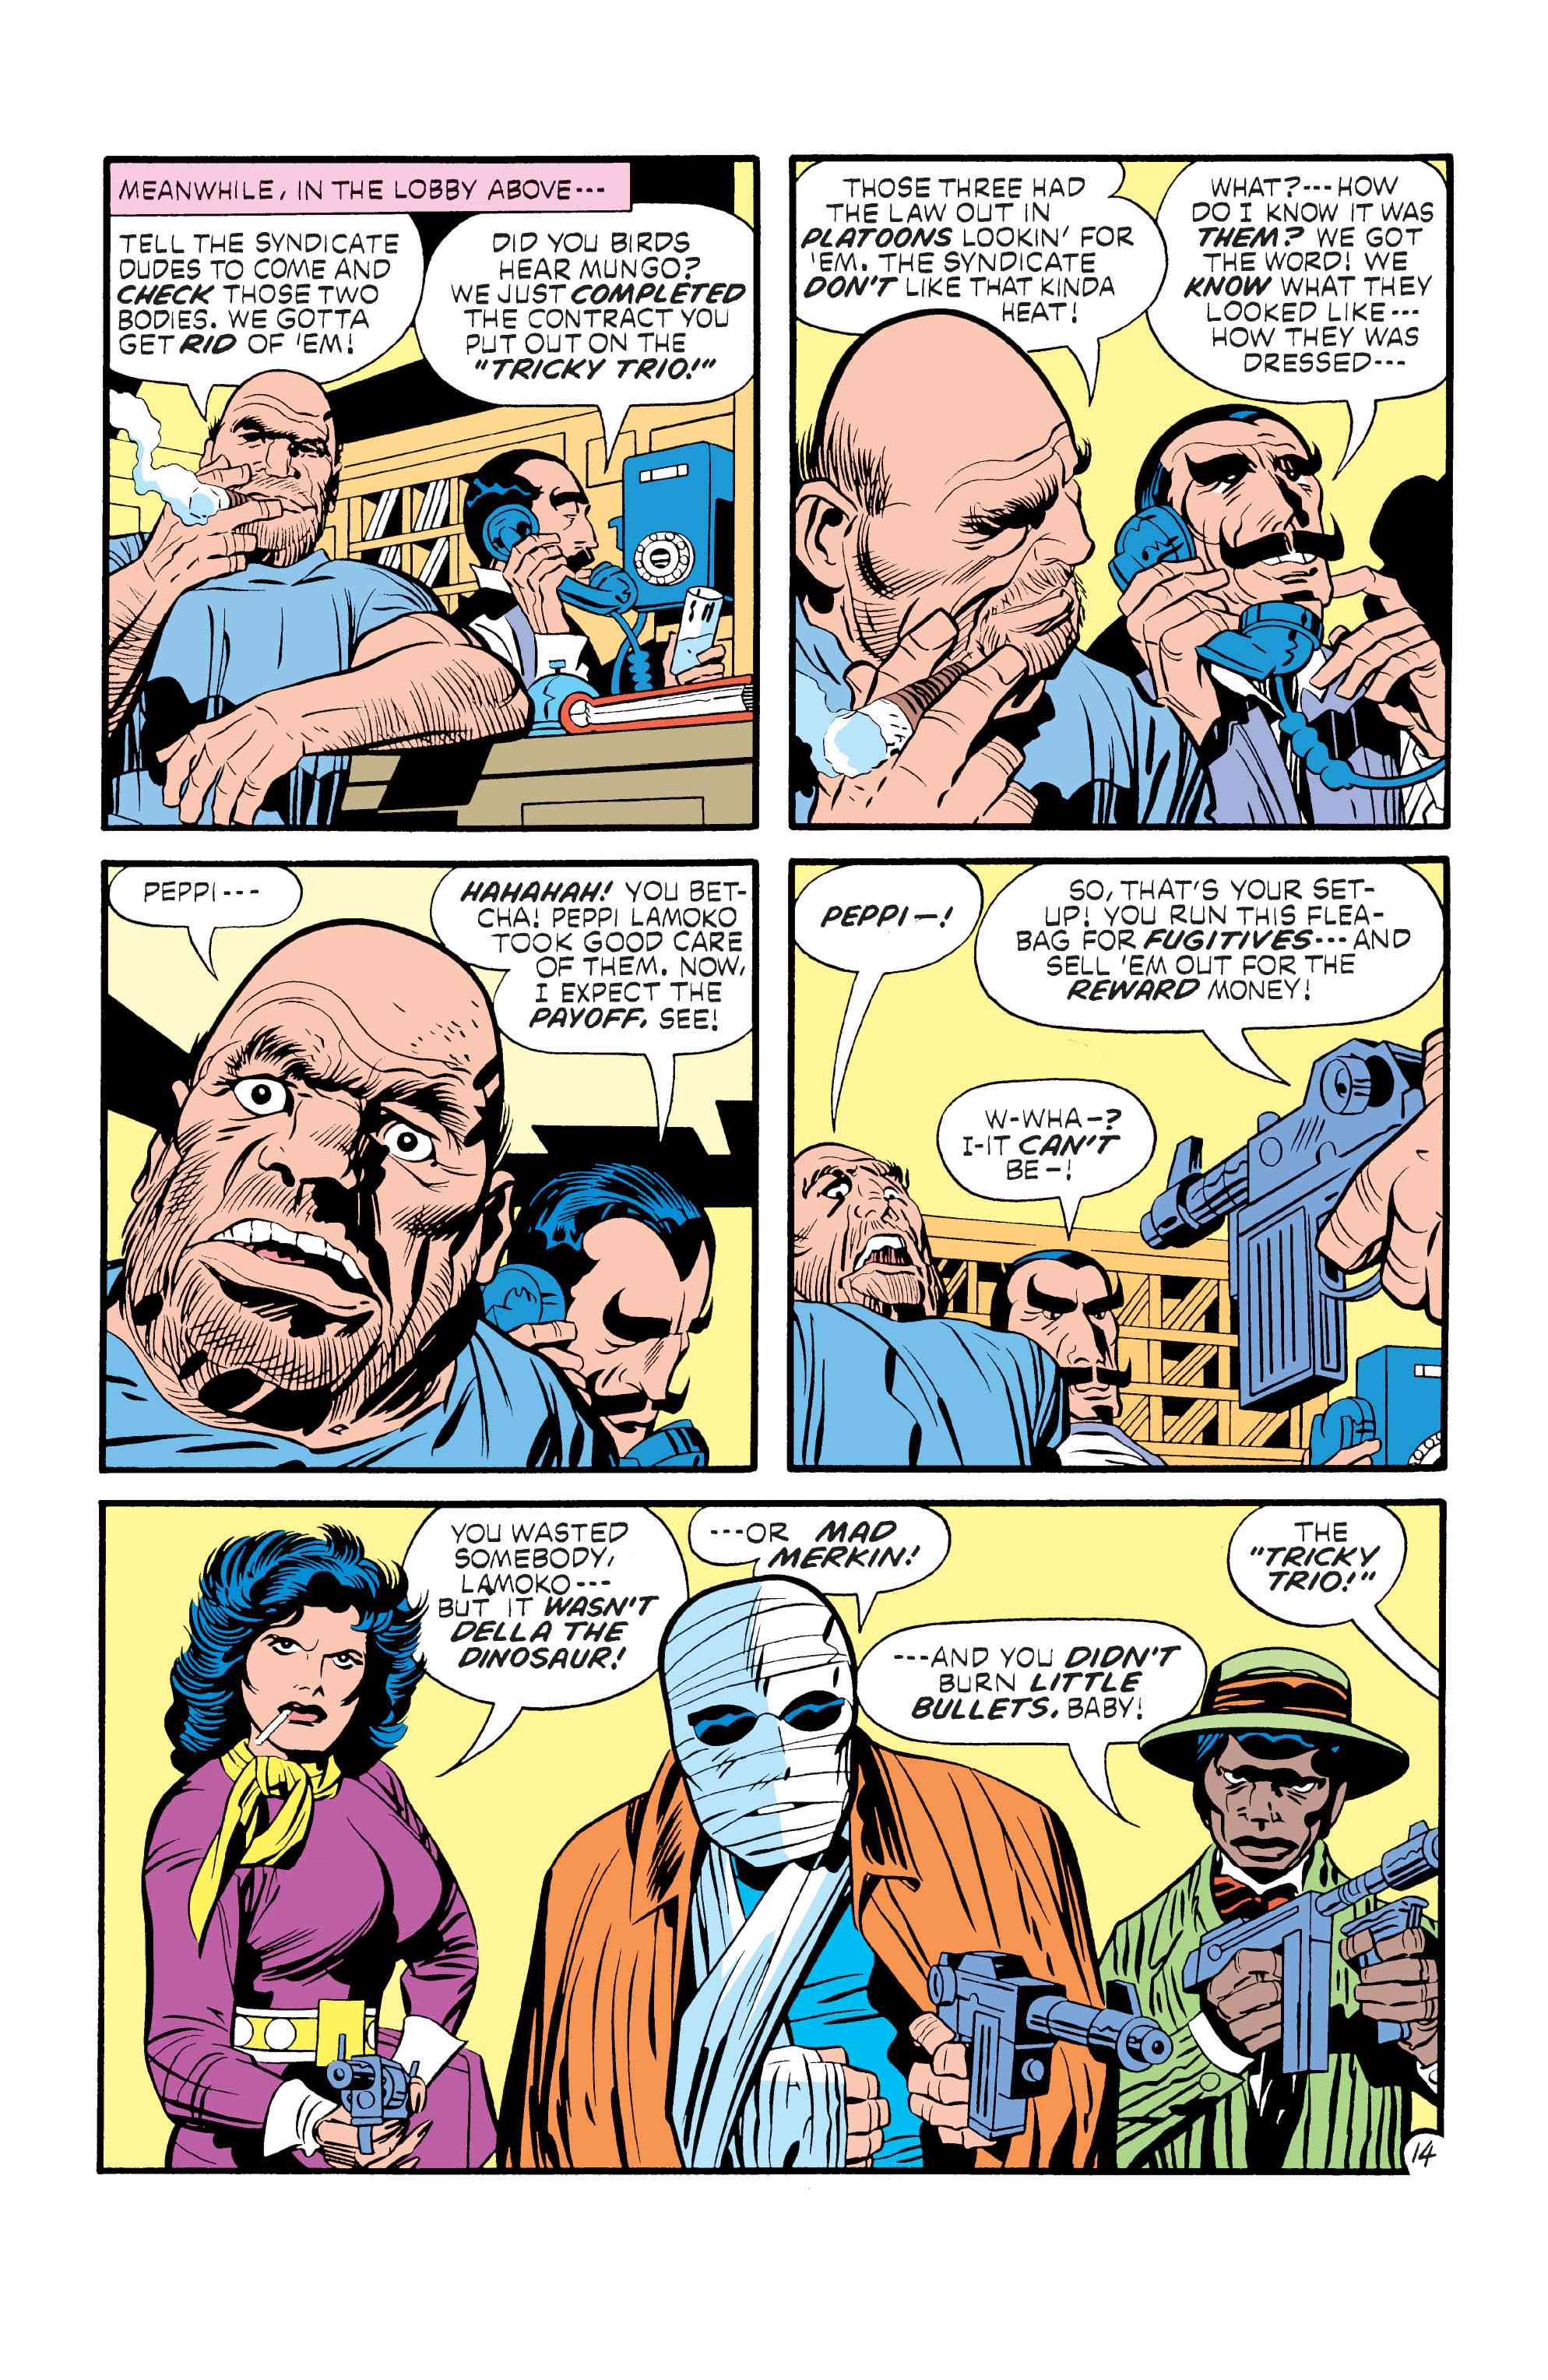 MEANWHILE, IN THE LOBBY ABOVE---
TELL THE SYNDICATE
DUDES TO COME AND
CHECK THOSE TWO
BODIES. WE GOTTA
GET RID OF 'EM!
DID YOU BIRDS
HEAR MUNGO?
WE JUST COMPLETED
THE CONTRACT YOU
PUT OUT ON THE
"TRICKY TRIO!"
THOSE THREE HAD
THE LAW OUT IN
PLATOONS LOOKIN' FOR
'EM. THE SYNDICATE
DON'T LIKE THAT KINDA
HEAT!
WHAT?---HOW
DO I KNOW IT WAS
THEM? WE GOT
THE WORD! WE
KNOW WHAT THEY
LOOKED LIKE---
HOW THEY WAS
DRESSED---
PEPPI---
HAHAHAH! YOU BET-
CHA! PEPPI LAMOKO
TOOK GOOD CARE
OF THEM. NOW,
I EXPECT THE
PAYOFF, SEE!
PEPPI—!
SO, THAT'S YOUR SET-
UP! YOU RUN THIS FLEA-
BAG FOR FUGITIVES---AND
SELL 'EM OUT FOR THE
REWARD MONEY!
W-WHA—?
I-IT CAN'T
BE—!
YOU WASTED
SOMEBODY,
LAMOKO---
BUT IT WASN'T
DELLA THE
DINOSAUR!
---OR MAD
MERKIN!
---AND YOU DIDN'T
BURN LITTLE
BULLETS, BABY!
THE
"TRICKY
TRIO!"
14